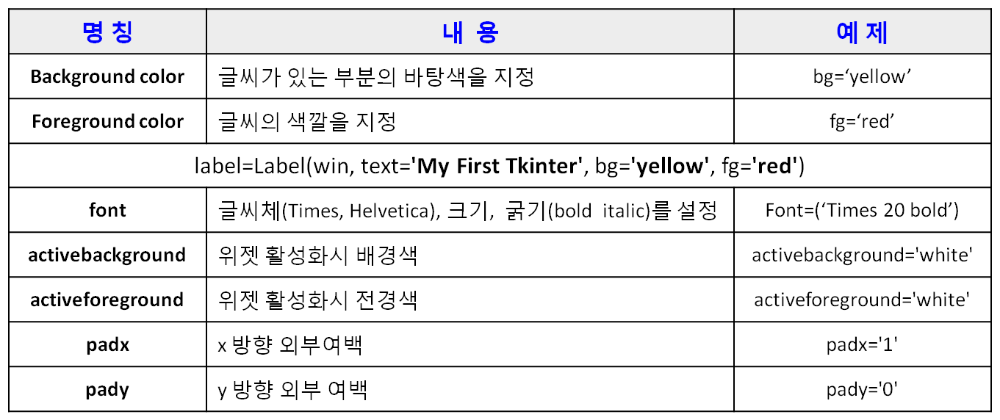 명 칭 내 용 예 제
Background color 글씨가 있는 부분의 바탕색을 지정 bg=‘yellow’
Foreground color 글씨의 색깔을 지정 fg=‘red’
label=Label(win, text='My First Tkinter', bg='yellow', fg='red')
font 글씨체(Times, Helvetica), 크기, 굵기(bold italic)를 설정 Font=(‘Times 20 bold’)
activebackground 위젯 활성화시 배경색 activebackground='white'
activeforeground 위젯 활성화시 전경색 activeforeground='white'
padx x 방향 외부여백 padx='1'
pady y 방향 외부 여백 pady='0'